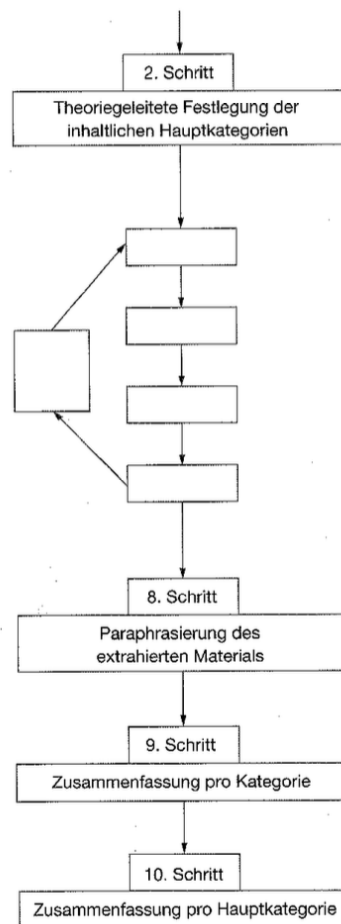 2. Schritt
Theoriegeleitete Festlegung der
inhaltlichen Hauptkategorien
8. Schritt
Paraphrasierung des
extrahierten Materials
9. Schritt
Zusammenfassung pro Kategorie
10. Schritt
Zusammenfassung pro Hauptkategorie